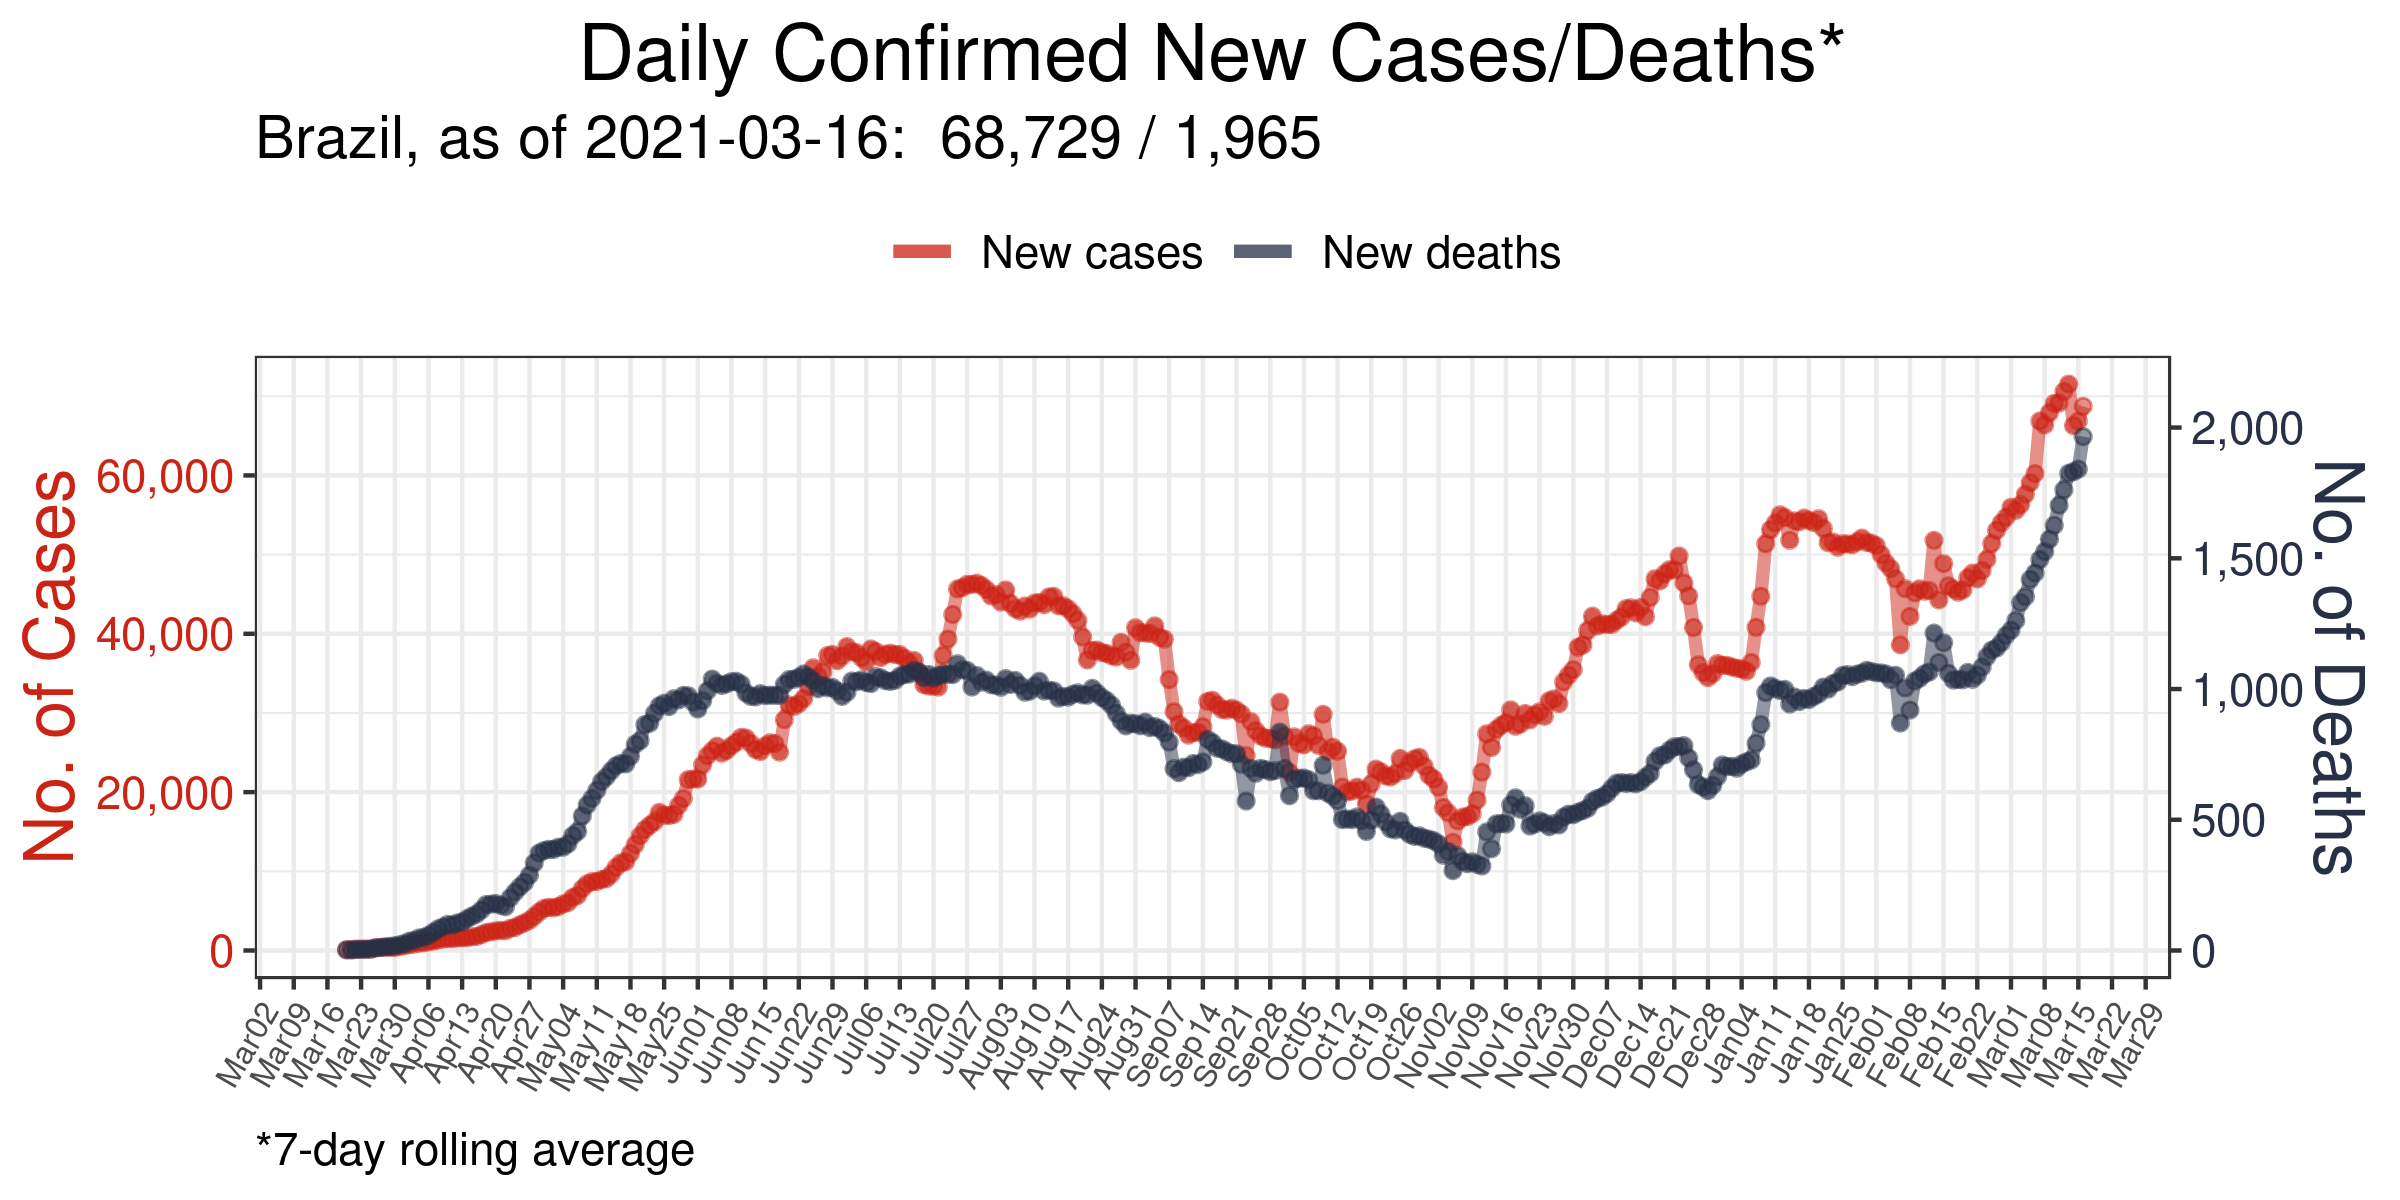 Daily Confirmed New Cases/Deaths*
Brazil, as of 2021-03-16:  68,729 / 1,965
New cases New deaths
No. of Cases
60,000
40,000
20,000
0
2,000
1,500
1,000
500
0
No. of Deaths
Mar02 Mar09 Mar16 Mar23 Mar30 Apr06 Apr13 Apr20 Apr27 May04 May11 May18 May25 Jun01 Jun08 Jun15 Jun22 Jun29 Jul06 Jul13 Jul20 Jul27 Aug03 Aug10 Aug17 Aug24 Aug31 Sep07 Sep14 Sep21 Sep28 Oct05 Oct12 Oct19 Oct26 Nov02 Nov09 Nov16 Nov23 Nov30 Dec07 Dec14 Dec21 Dec28 Jan04 Jan11 Jan18 Jan25 Feb01 Feb08 Feb15 Feb22 Mar01 Mar08 Mar15 Mar22 Mar29
*7-day rolling average